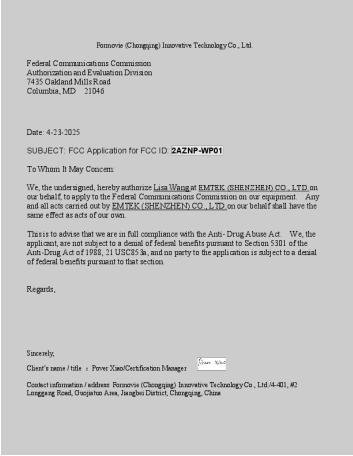 Formovie (Chongqing) Innovative Technology Co., Ltd.
Federal Communications Commission
Authorization and Evaluation Division
7435 Oakland Mills Road
Columbia, MD 21046
Date: 4-23-2025
SUBJECT: FCC Application for FCC ID: 2AZNP-WP01
To Whom It May Concern:
We, the undersigned, hereby authorize Lisa Wang at EMTEK (SHENZHEN) CO., LTD. on
our behalf, to apply to the Federal Communications Commission on our equipment. Any
and all acts carried out by EMTEK (SHENZHEN) CO., LTD. on our behalf shall have the
same effect as acts of our own.
This is to advise that we are in full compliance with the Anti- Drug Abuse Act. We, the
applicant, are not subject to a denial of federal benefits pursuant to Section 5301 of the
Anti-Drug Act of 1988, 21 USC853a, and no party to the application is subject to a denial
of federal benefits pursuant to that section.
Regards,
Sincerely,
Client's name / title : Pover Xiao/Certification Manager
Pover Xiao
Contact information / address: Formovie (Chongqing) Innovative Technology Co., Ltd./4-401, #2
Longgang Road, Guojiatuo Area, Jiangbei District, Chongqing, China